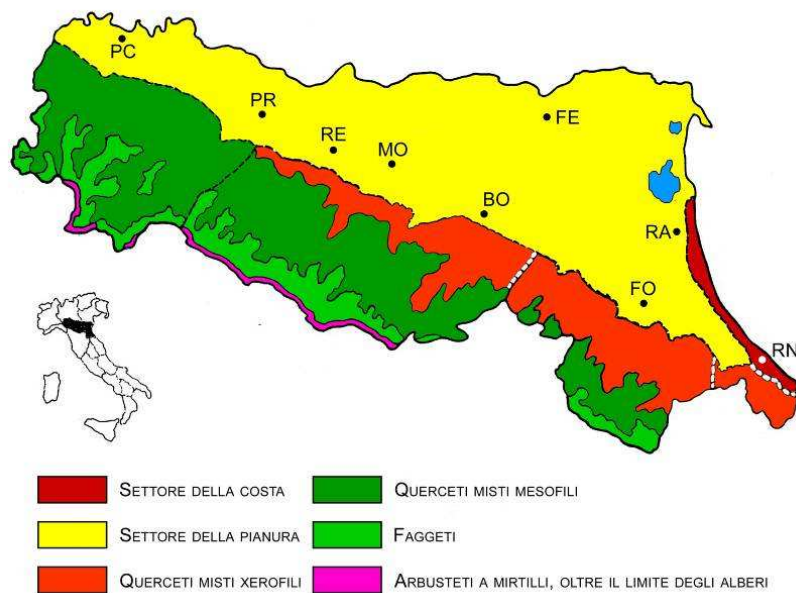 PC
PR
RE
MO
FE
BO
RA
FO
RN
SETTORE DELLA COSTA
QUERCETI MISTI MESOFILI
SETTORE DELLA PIANURA
FAGGETI
QUERCETI MISTI XEROFILI
ARBUSTETI A MIRTILLI, OLTRE IL LIMITE DEGLI ALBERI